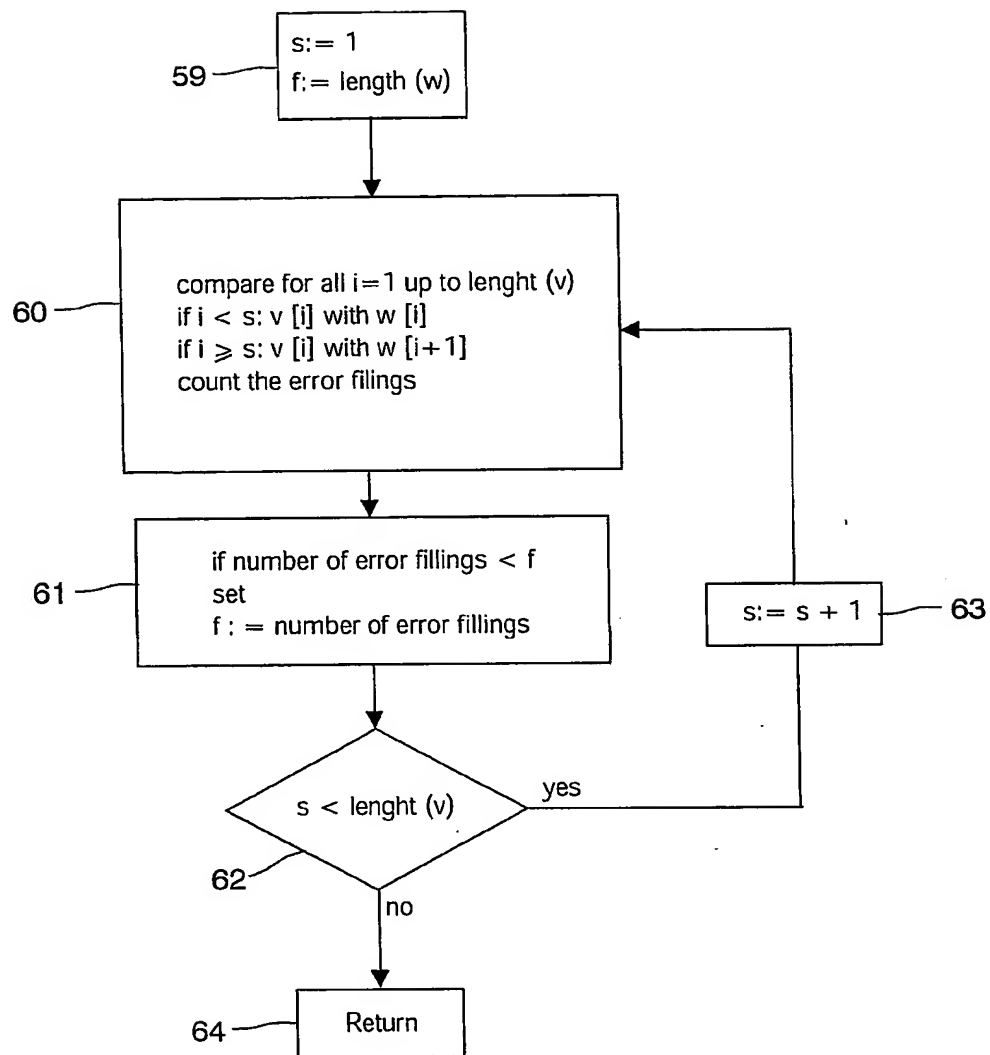 s:= 1
f:= length (w)
59
compare for all i=1 up to lenght (v)
if i < s: v [i] with w [i]
if i ⩾ s: v [i] with w [i+1]
count the error filings
60
if number of error fillings < f
set
f : = number of error fillings
61
s:= s + 1
63
s < lenght (v)
yes
62
no
Return
64